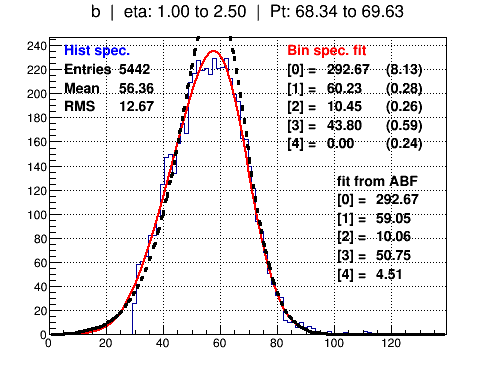 b | eta: 1.00 to 2.50 | Pt: 68.34 to 69.63
Hist spec.
Entries 5442
Mean 56.36
RMS 12.67
Bin spec. fit
[0] = 292.67 (8.13)
[1] = 60.23 (0.28)
[2] = 10.45 (0.26)
[3] = 43.80 (0.59)
[4] = 0.00 (0.24)
fit from ABF
[0] = 292.67
[1] = 59.05
[2] = 10.06
[3] = 50.75
[4] = 4.51
240
220
200
180
160
140
120
100
80
60
40
20
0
0 20 40 60 80 100 120